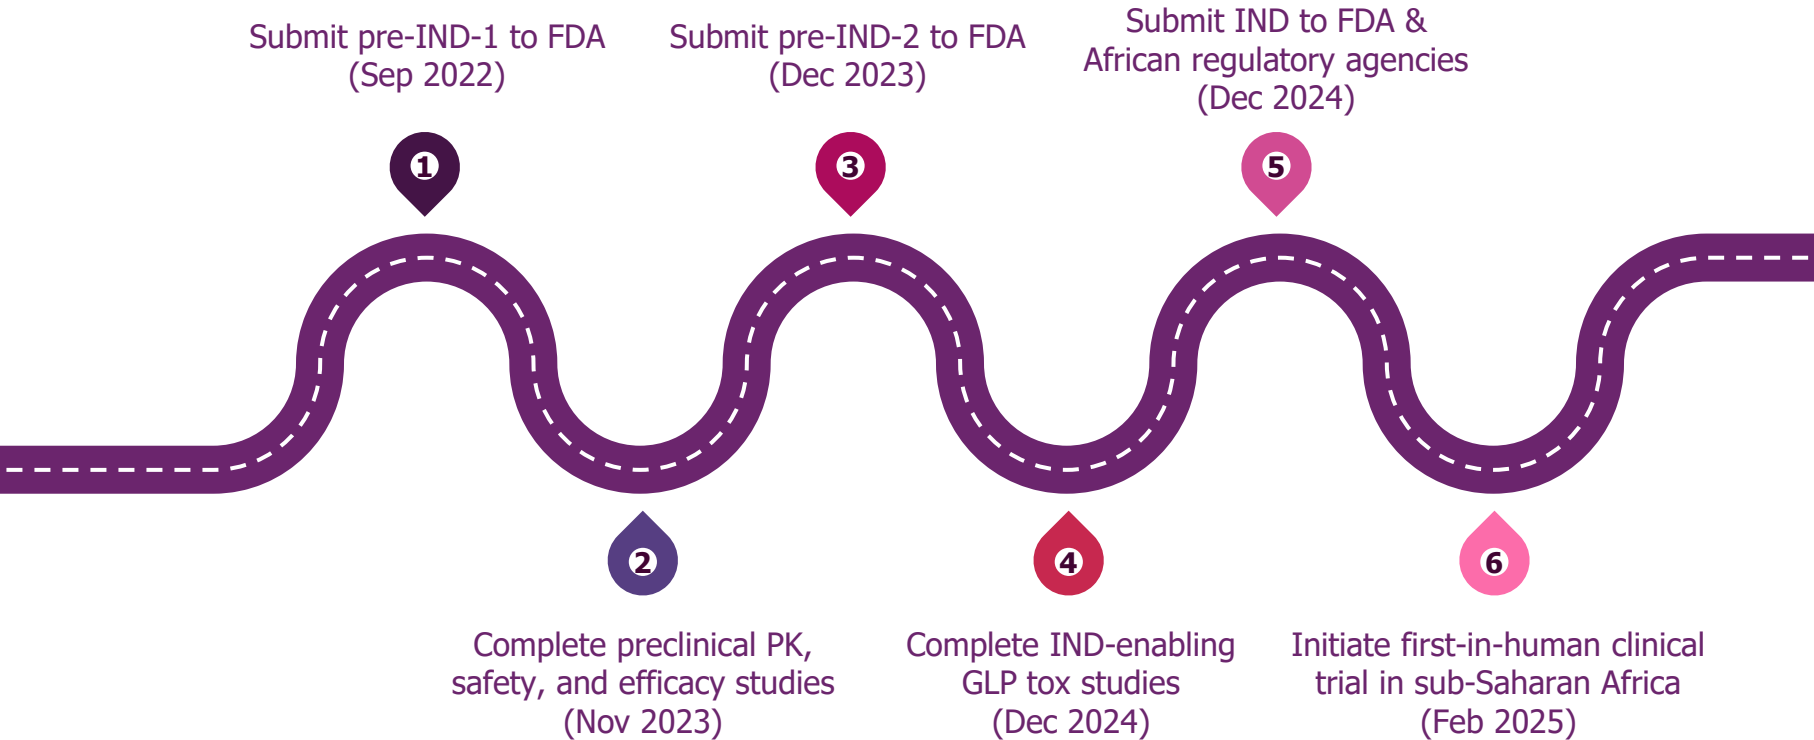 Submit pre-IND-1 to FDA
(Sep 2022)
1
Complete preclinical PK,
safety, and efficacy studies
(Nov 2023)
2
Submit pre-IND-2 to FDA
(Dec 2023)
3
Complete IND-enabling
GLP tox studies
(Dec 2024)
4
Submit IND to FDA &
African regulatory agencies
(Dec 2024)
5
Initiate first-in-human clinical
trial in sub-Saharan Africa
(Feb 2025)
6